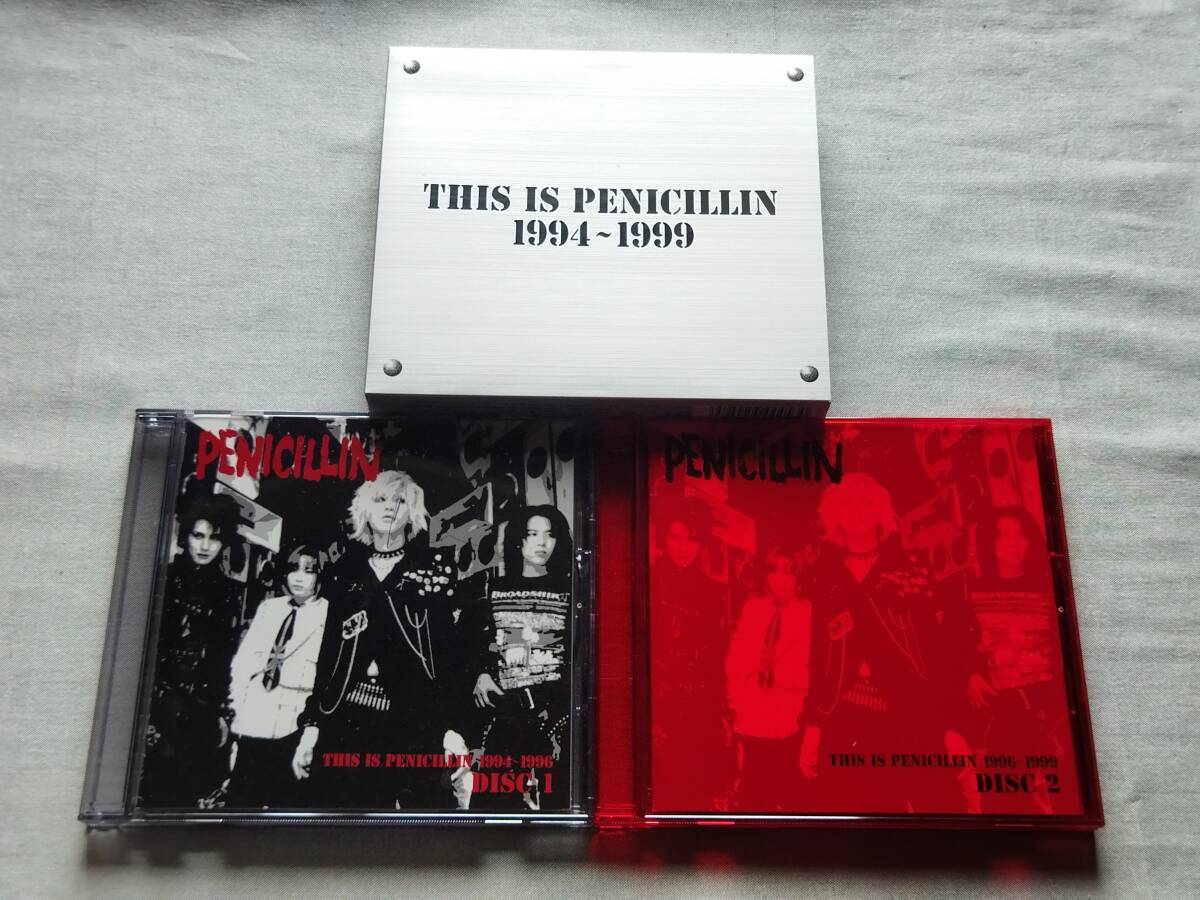 THIS IS PENICILLIN
1994~1999
PENICILLIN
BROADSHIRT
THIS IS PENICILLIN 1994~1996
DISC 1
PENICILLIN
THIS IS PENICILLIN 1996~1999
DISC 2